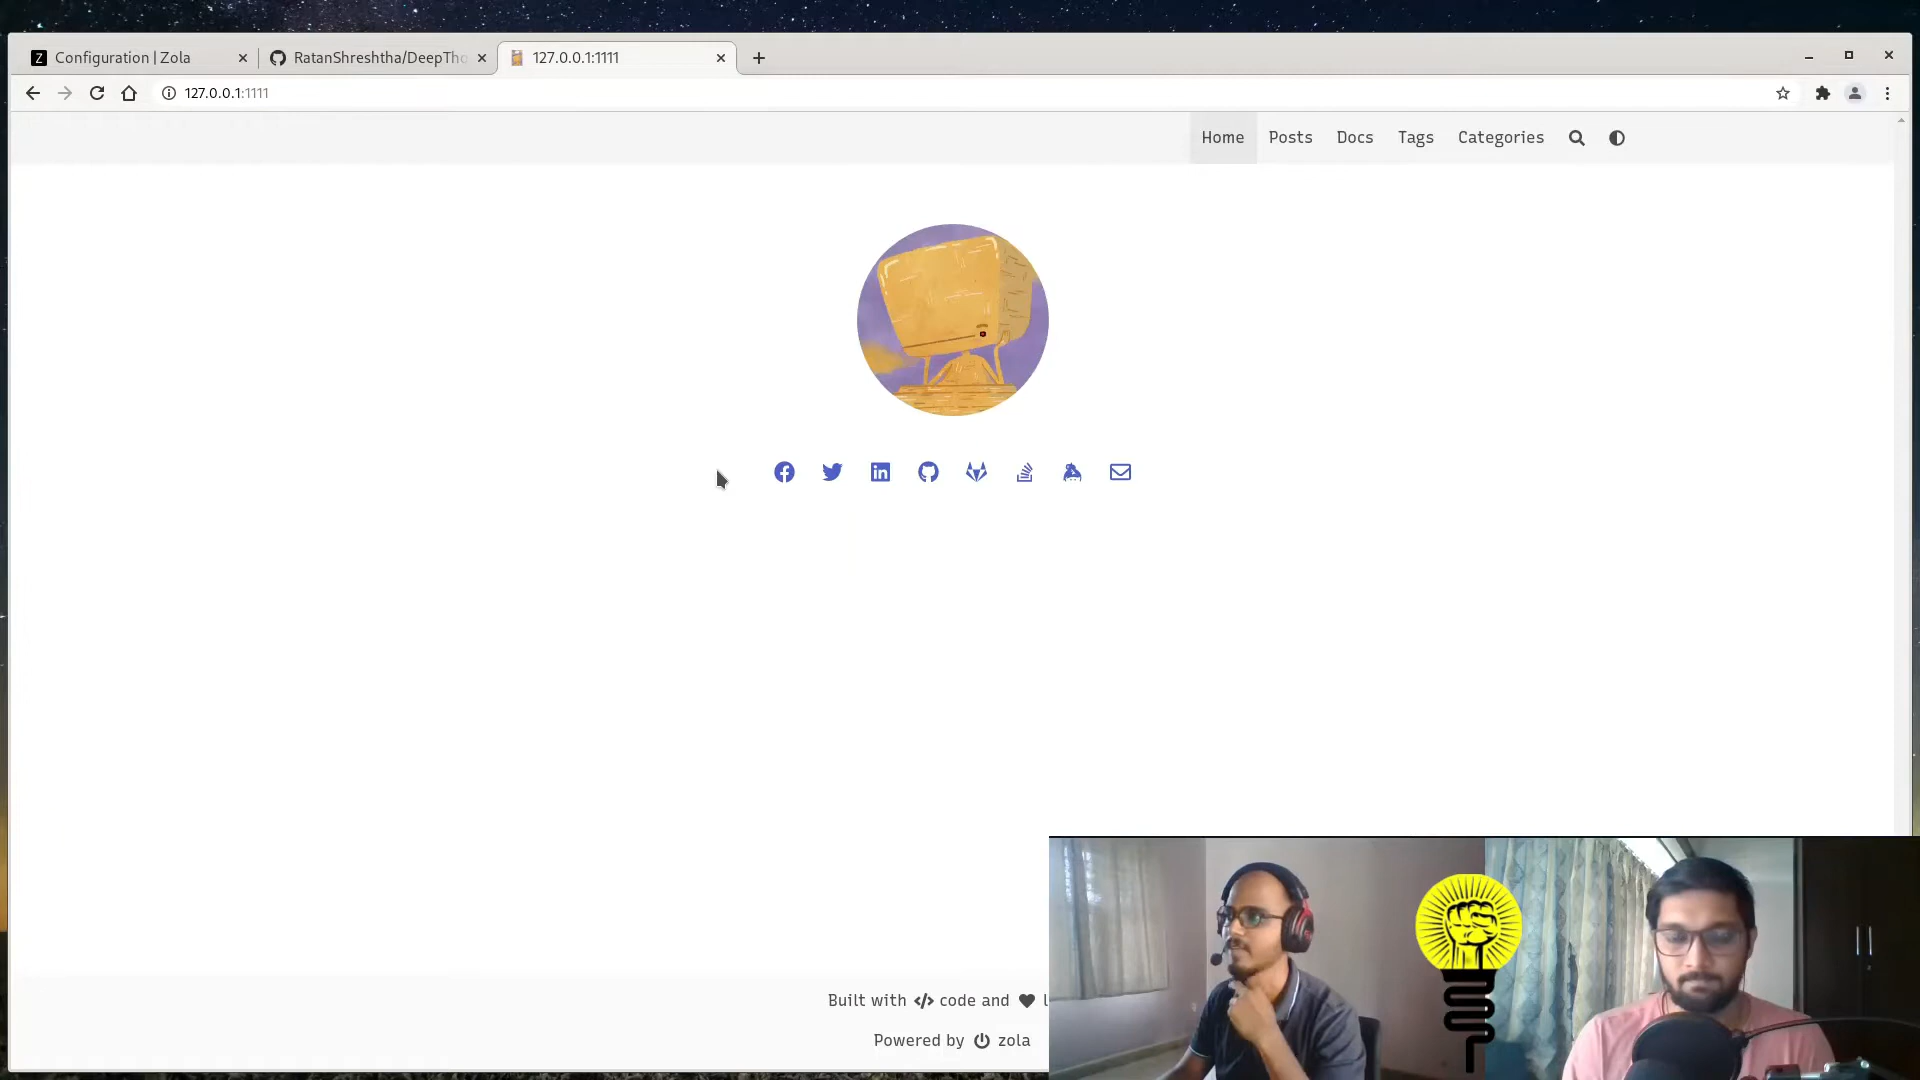 Configuration | Zola
RatanShreshtha/DeepTho
127.0.0.1:1111
127.0.0.1:1111
Home Posts Docs Tags Categories
Built with </> code and
Powered by zola